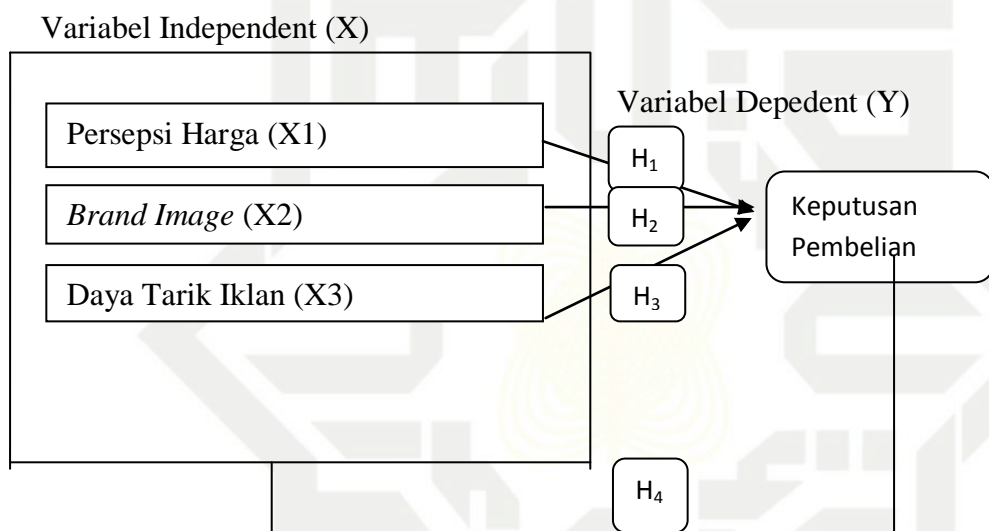 Variabel Independent (X)
Variabel Depedent (Y)
Persepsi Harga (X1)
H₁
Brand Image (X2)
H₂
Keputusan
Pembelian
Daya Tarik Iklan (X3)
H₃
H₄